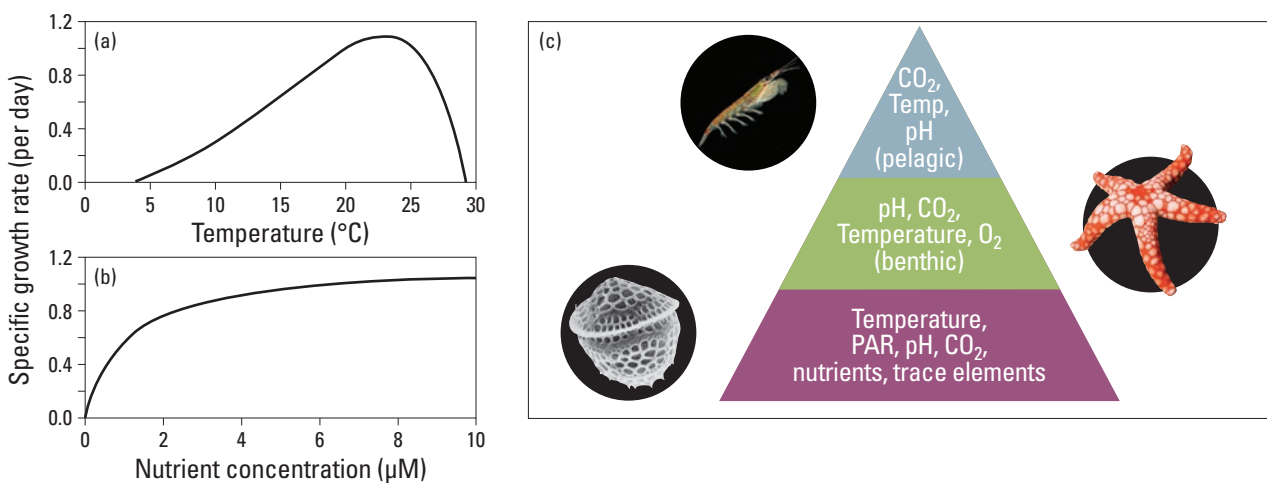 (a)
1.2
0.8
0.4
0.0
0 5 10 15 20 25 30
Temperature (°C)
Specific growth rate (per day)
(b)
1.2
0.8
0.4
0.0
0 2 4 6 8 10
Nutrient concentration (µM)
(c)
CO₂,
Temp,
pH
(pelagic)
pH, CO₂,
Temperature, O₂
(benthic)
Temperature,
PAR, pH, CO₂,
nutrients, trace elements